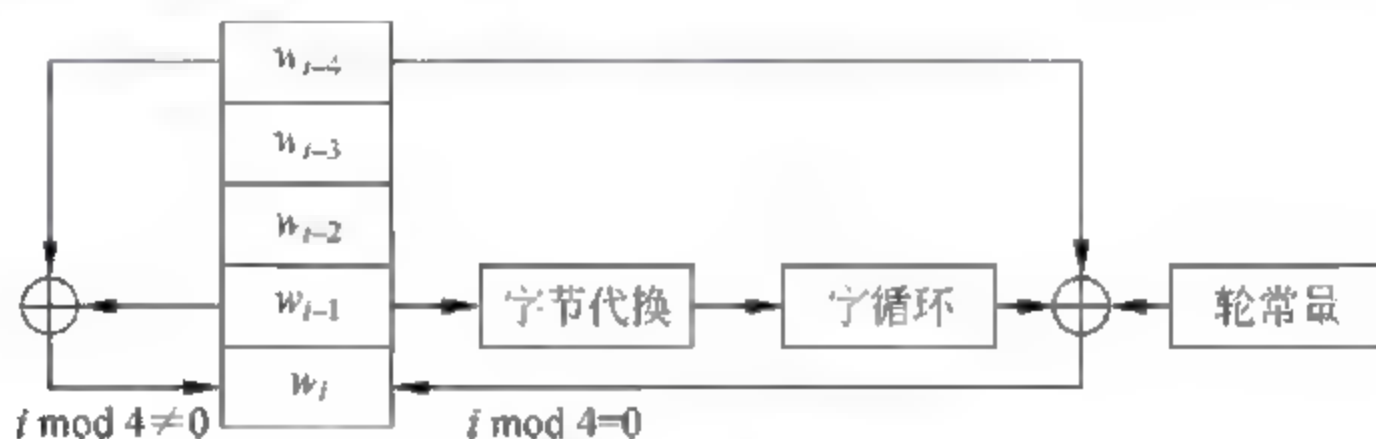 w_{i-4}
w_{i-3}
w_{i-2}
w_{i-1}
字节代换
字循环
轮常量
w_i
i mod 4≠0
i mod 4=0